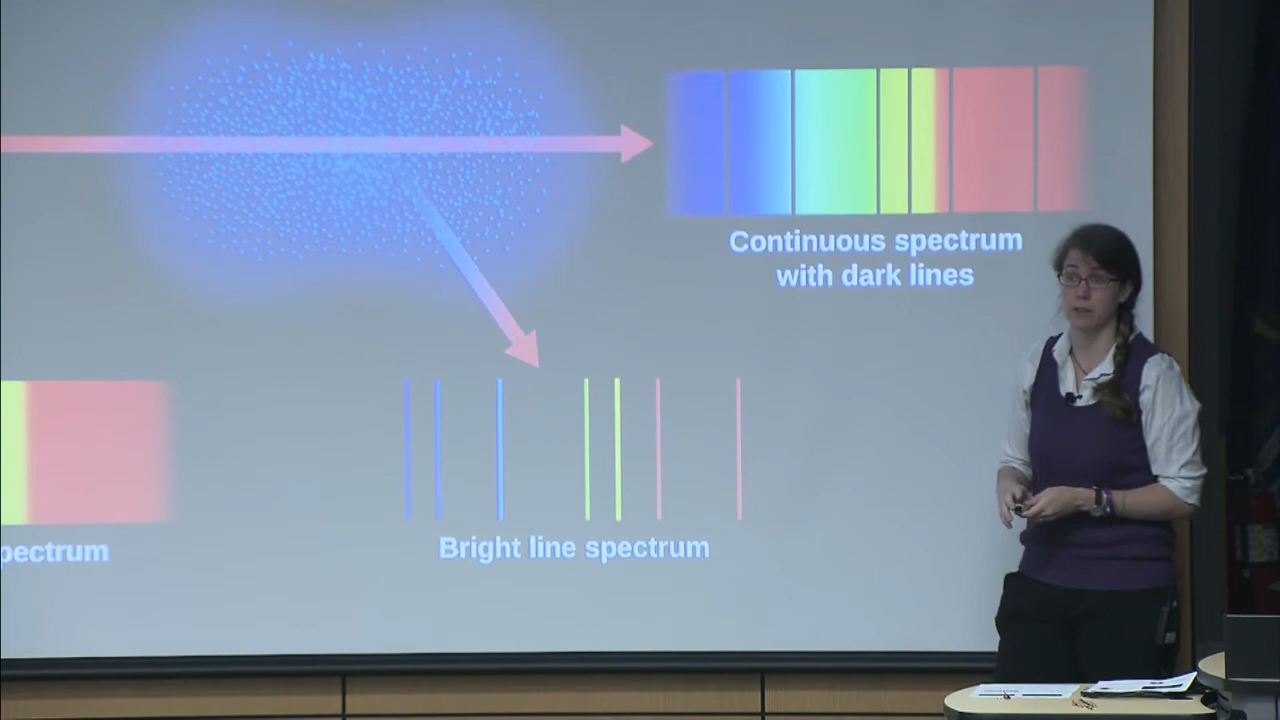 Continuous spectrum
with dark lines
pectrum
Bright line spectrum